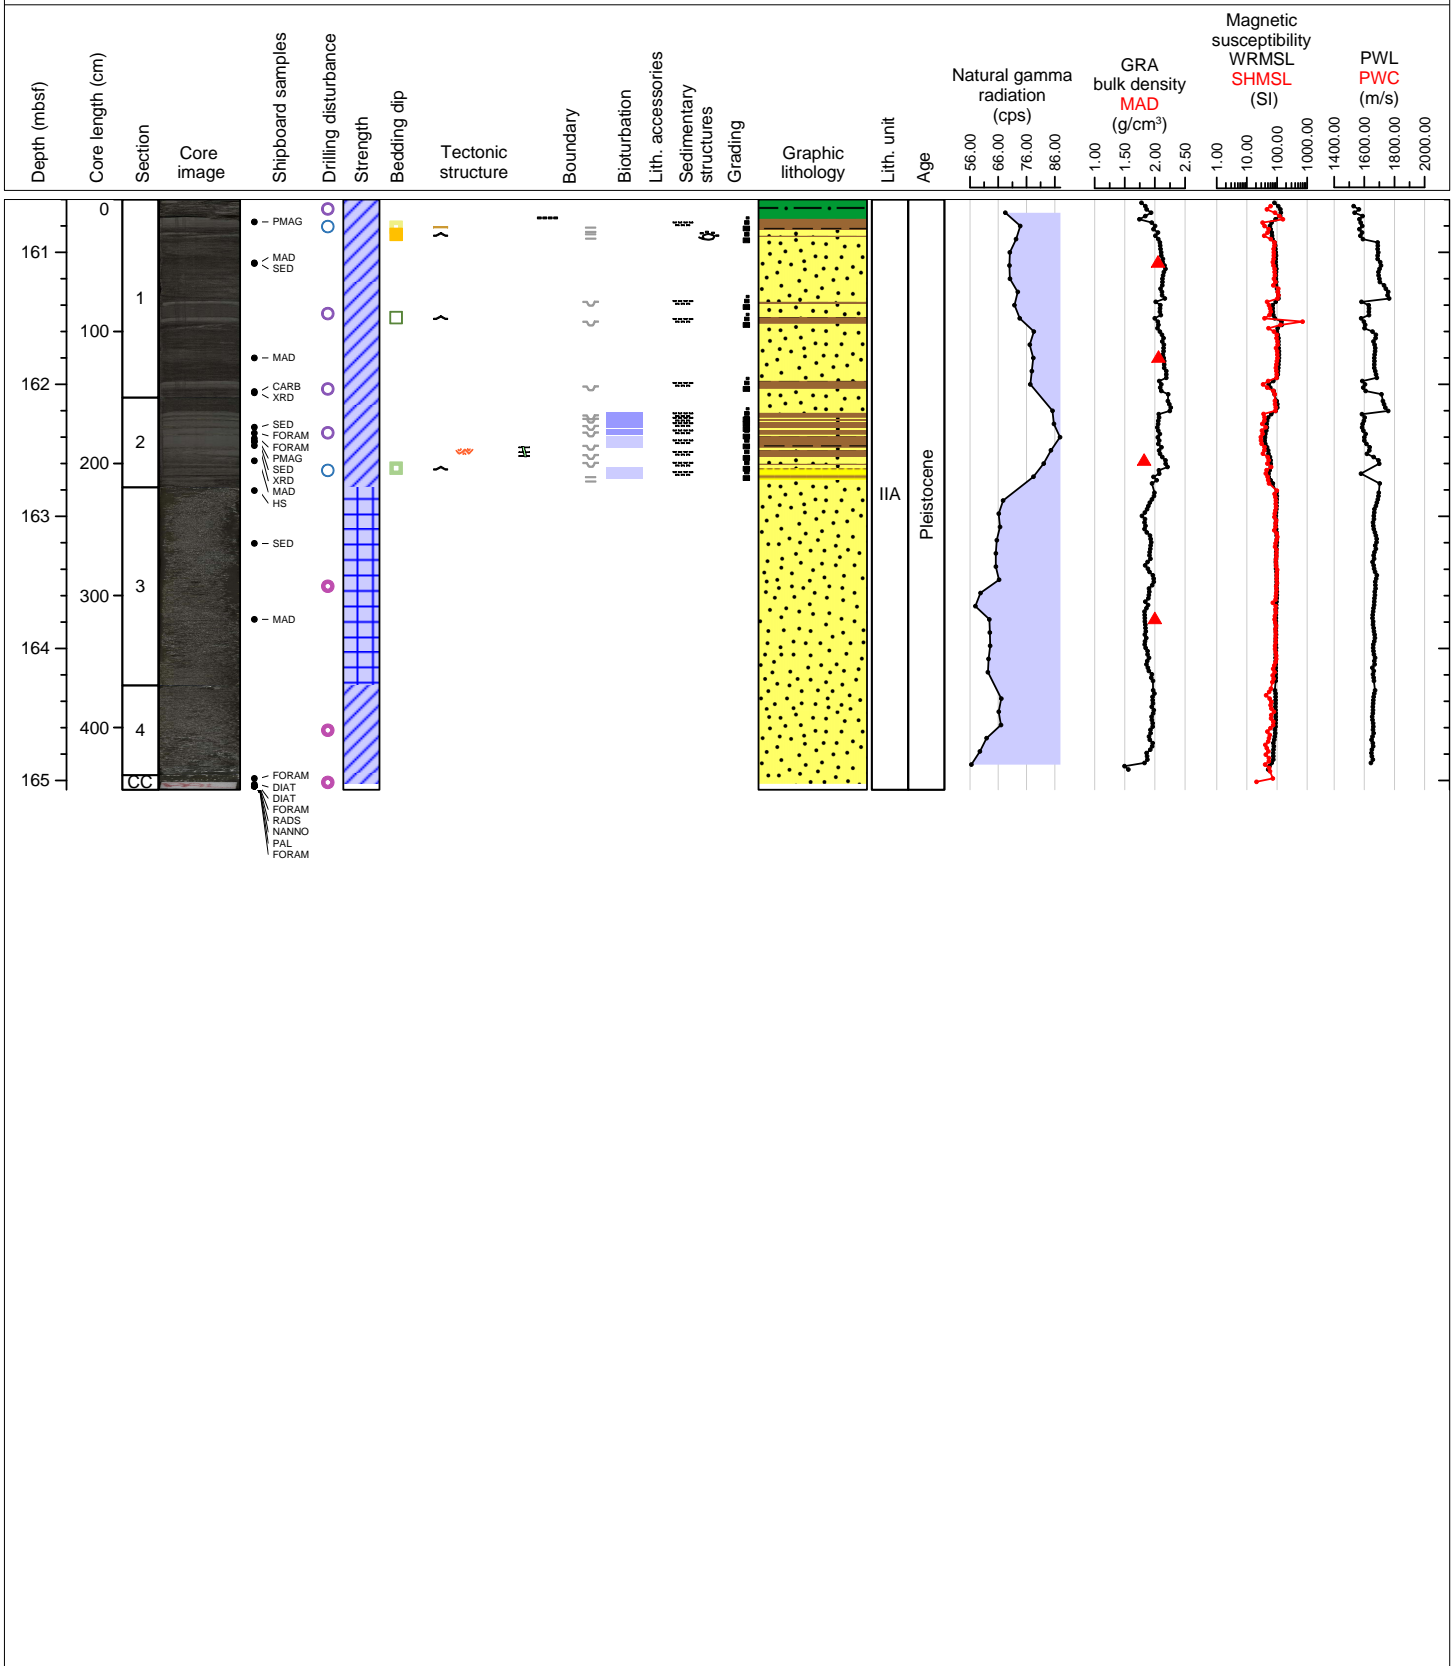 Depth (mbsf)
Core length (cm)
Section
Core
image
Shipboard samples
Drilling disturbance
Strength
Bedding dip
Tectonic
structure
Boundary
Bioturbation
Lith. accessories
Sedimentary
structures
Grading
Graphic
lithology
Lith. unit
Age
Natural gamma
radiation
(cps)
56.00
66.00
76.00
86.00
GRA
bulk density
MAD
(g/cm³)
1.00
1.50
2.00
2.50
Magnetic
susceptibility
WRMSL
SHMSL
(SI)
1.00
10.00
100.00
1000.00
PWL
PWC
(m/s)
1400.00
1600.00
1800.00
2000.00
161
162
163
164
165
0
100
200
300
400
1
2
3
4
CC
PMAG
MAD
SED
MAD
CARB
XRD
SED
FORAM
FORAM
PMAG
SED
XRD
MAD
HS
SED
MAD
FORAM
DIAT
DIAT
FORAM
RADS
NANNO
PAL
FORAM
IIA
Pleistocene